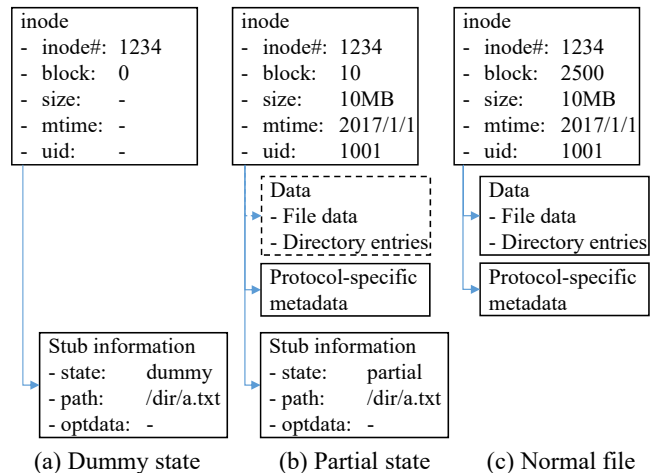 inode
- inode#: 1234
- block: 0
- size: -
- mtime: -
- uid: -
Stub information
- state: dummy
- path: /dir/a.txt
- optdata: -
(a) Dummy state
inode
- inode#: 1234
- block: 10
- size: 10MB
- mtime: 2017/1/1
- uid: 1001
Data
- File data
- Directory entries
Protocol-specific
metadata
Stub information
- state: partial
- path: /dir/a.txt
- optdata: -
(b) Partial state
inode
- inode#: 1234
- block: 2500
- size: 10MB
- mtime: 2017/1/1
- uid: 1001
Data
- File data
- Directory entries
Protocol-specific
metadata
(c) Normal file